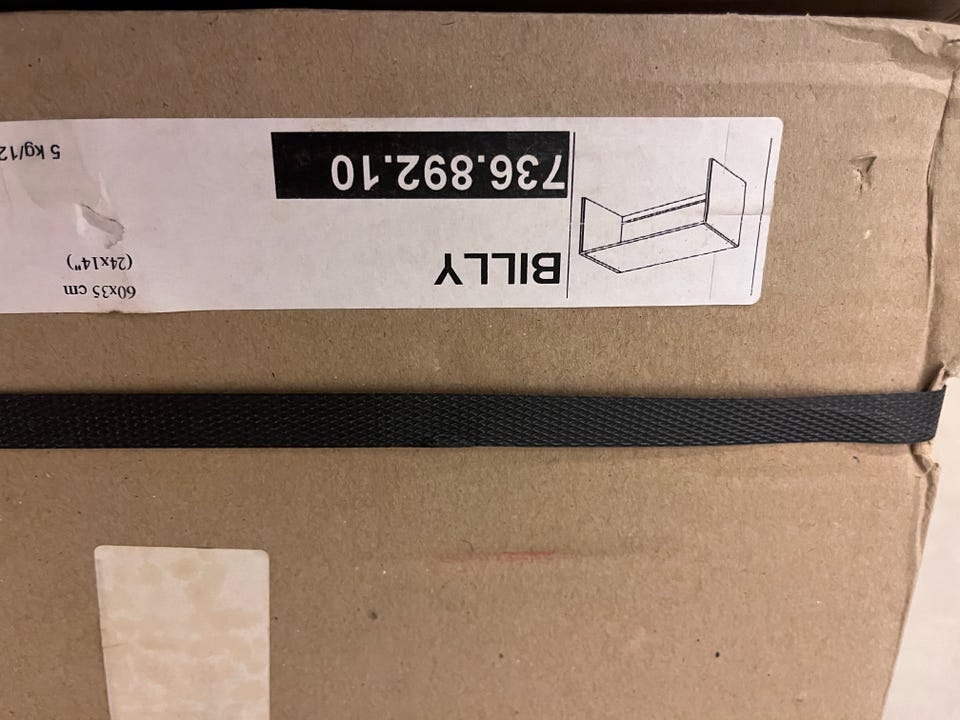 BILLY
736.892.10
60x35 cm
(24x14")
5 kg/12